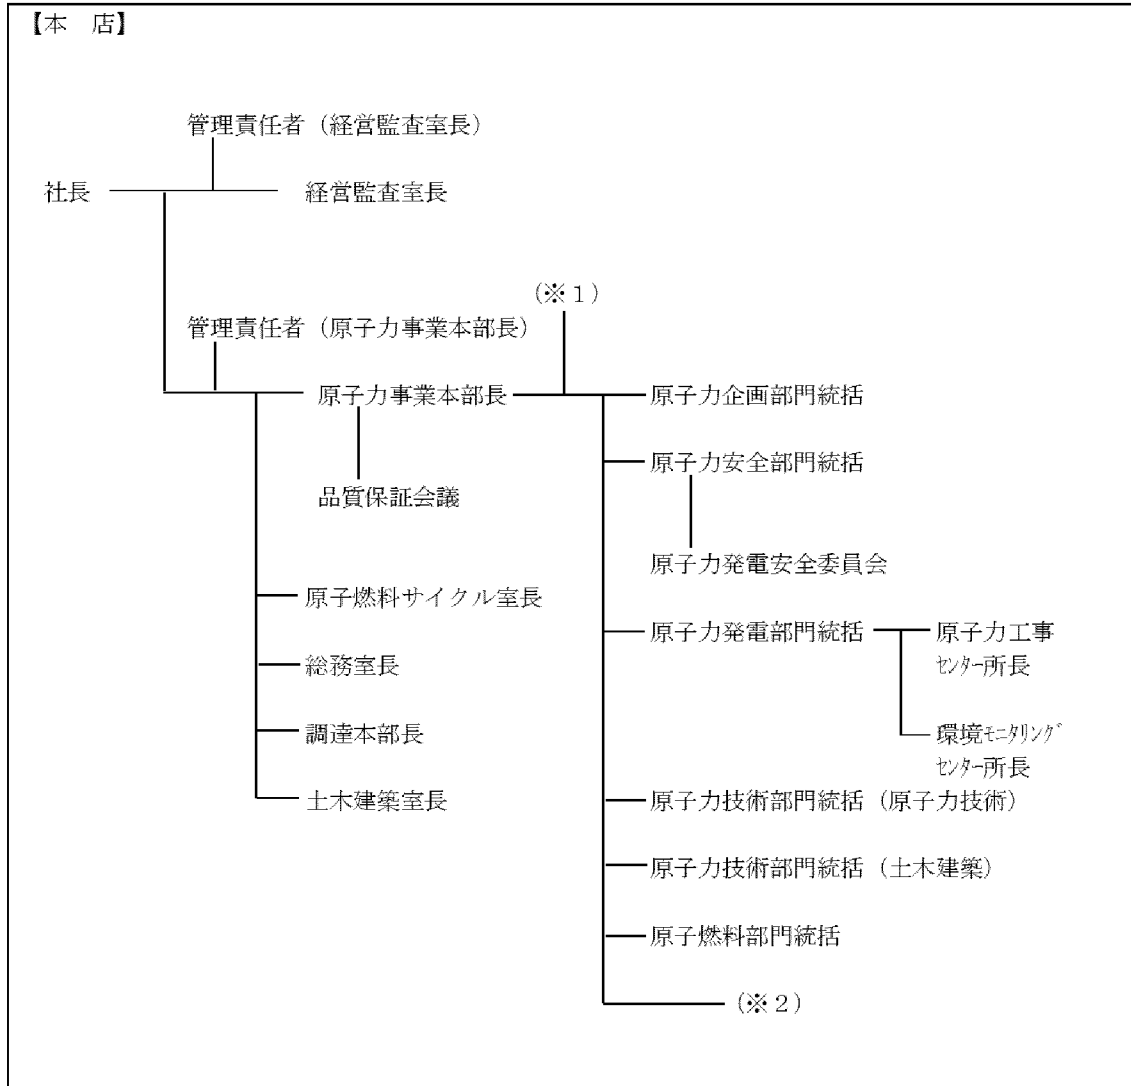 【本　店】
管理責任者（経営監査室長）
社長
経営監査室長
(※１)
管理責任者（原子力事業本部長）
原子力事業本部長
原子力企画部門統括
原子力安全部門統括
品質保証会議
原子力発電安全委員会
原子燃料サイクル室長
原子力発電部門統括
原子力工事
ｾﾝﾀｰ所長
総務室長
調達本部長
環境ﾓﾆﾀﾘﾝｸﾞ
ｾﾝﾀｰ所長
土木建築室長
原子力技術部門統括（原子力技術）
原子力技術部門統括（土木建築）
原子燃料部門統括
(※２)